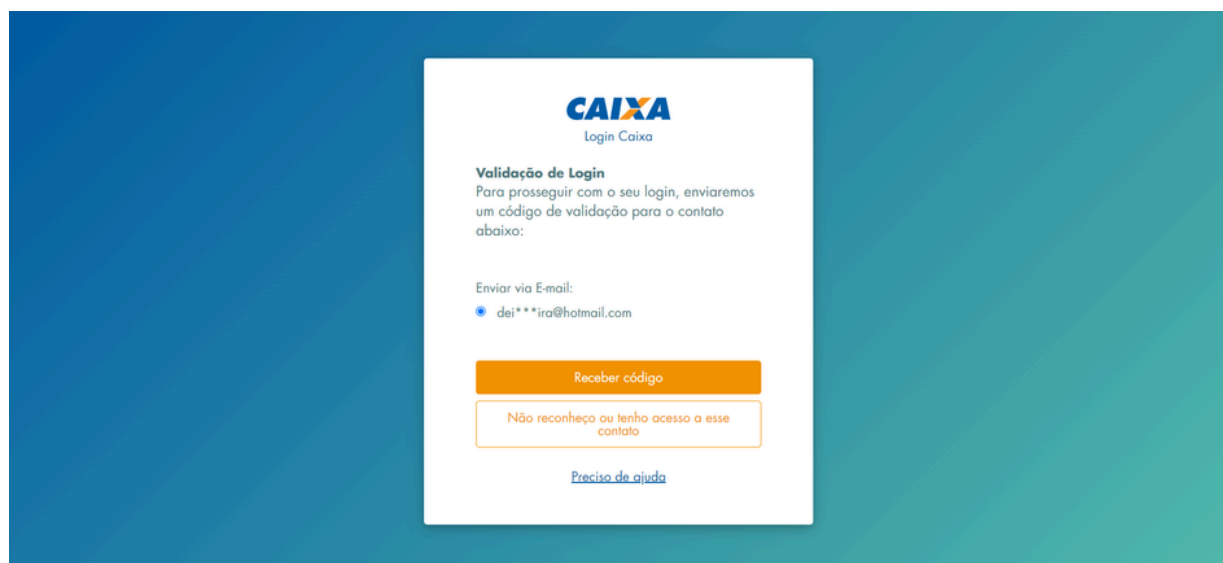 CAIXA
Login Caixa
Validação de Login
Para prosseguir com o seu login, enviaremos
um código de validação para o contato
abaixo:
Enviar via E-mail:
dei***ira@hotmail.com
Receber código
Não reconheço ou tenho acesso a esse
contato
Preciso de ajuda